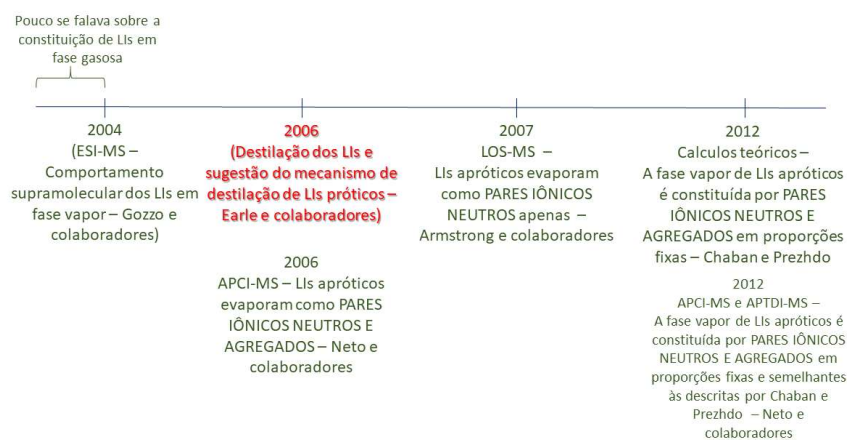 Pouco se falava sobre a
constituição de LIs em
fase gasosa
2004
(ESI-MS –
Comportamento
supramolecular dos LIs em
fase vapor – Gozzo e
colaboradores)
2006
(Destilação dos LIs e
sugestão do mecanismo de
destilação de LIs próticos –
Earle e colaboradores)
2006
APCI-MS – LIs apróticos
evaporam como PARES
IÔNICOS NEUTROS E
AGREGADOS – Neto e
colaboradores
2007
LOS-MS –
LIs apróticos evaporam
como PARES IÔNICOS
NEUTROS apenas –
Armstrong e colaboradores
2012
Calculos teóricos –
A fase vapor de LIs apróticos
é constituída por PARES
IÔNICOS NEUTROS E
AGREGADOS em proporções
fixas – Chaban e Prezhdo
2012
APCI-MS e APTDI-MS –
A fase vapor de LIs apróticos é
constituída por PARES IÔNICOS
NEUTROS E AGREGADOS em
proporções fixas e semelhantes
às descritas por Chaban e
Prezhdo – Neto e
colaboradores